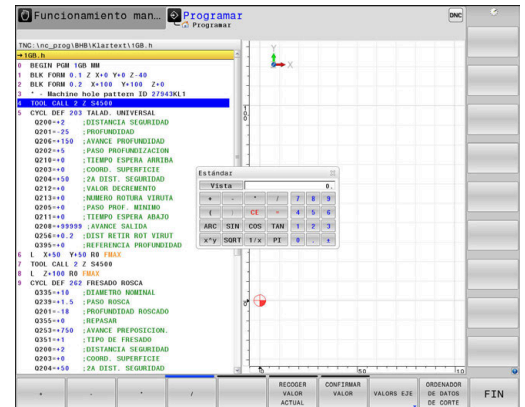 Funcionamiento man...
Programar
Programar
DNC
TNC:\nc_prog\BHB\Klartext\1GB.h
→1GB.h
0 BEGIN PGM 1GB MM
1 BLK FORM 0.1 Z X+0 Y+0 Z-40
2 BLK FORM 0.2 X+100 Y+100 Z+0
3 * - Machine hole pattern ID 27943KL1
4 TOOL CALL 2 Z S4500
5 CYCL DEF 203 TALAD. UNIVERSAL
Q200=+2 ;DISTANCIA SEGURIDAD
Q201=-25 ;PROFUNDIDAD
Q206=+150 ;AVANCE PROFUNDIDAD
Q202=+5 ;PASO PROFUNDIZACION
Q210=+0 ;TIEMPO ESPERA ARRIBA
Q203=+0 ;COORD. SUPERFICIE
Q204=+50 ;2A DIST. SEGURIDAD
Q212=+0 ;VALOR DECREMENTO
Q213=+0 ;NUMERO ROTURA VIRUTA
Q205=+0 ;PASO PROF. MINIMO
Q211=+0 ;TIEMPO ESPERA ABAJO
Q208=+99999 ;AVANCE SALIDA
Q256=+0.2 ;DIST RETIR ROT VIRUT
Q395=+0 ;REFERENCIA PROFUNDIDAD
6 L X+50 Y+50 R0 FMAX
7 TOOL CALL 2 Z S4500
8 L Z+100 R0 FMAX
9 CYCL DEF 262 FRESADO ROSCA
Q335=+10 ;DIAMETRO NOMINAL
Q239=+1.5 ;PASO ROSCA
Q201=-18 ;PROFUNDIDAD ROSCADO
Q355=+0 ;REPASAR
Q253=+750 ;AVANCE PREPOSICION.
Q351=+1 ;TIPO DE FRESADO
Q200=+2 ;DISTANCIA SEGURIDAD
Q203=+0 ;COORD. SUPERFICIE
Q204=+50 ;2A DIST. SEGURIDAD
Y
X
Estándar
Vista 0.
+ - * / 7 8 9
( ) CE = 4 5 6
ARC SIN COS TAN 1 2 3
x^y SQRT 1/x PI 0 . ±
+
-
*
/
RECOGER VALOR ACTUAL
CONFIRMAR VALOR
VALORS EJE
ORDENADOR DE DATOS DE CORTE
FIN